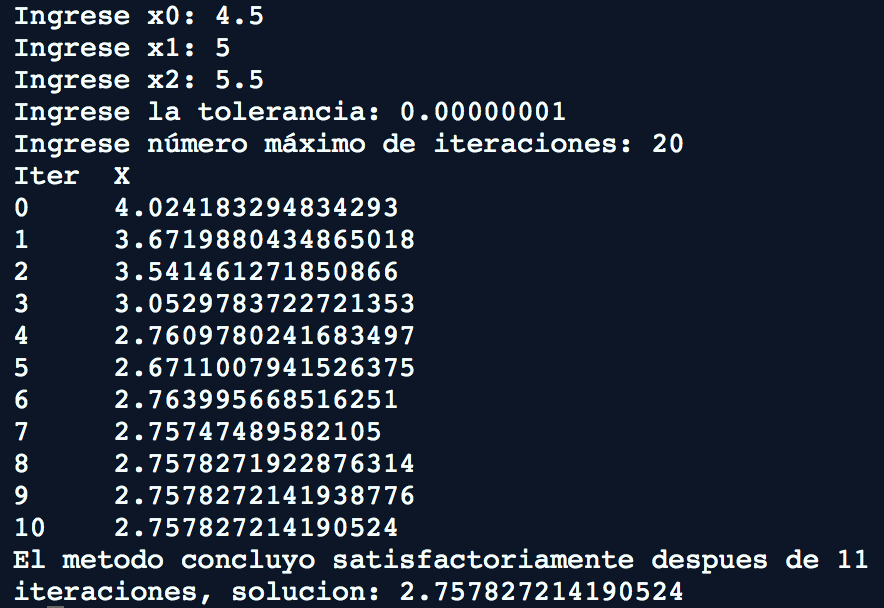 Ingrese x0: 4.5
Ingrese x1: 5
Ingrese x2: 5.5
Ingrese la tolerancia: 0.00000001
Ingrese número máximo de iteraciones: 20
Iter X
0 4.024183294834293
1 3.6719880434865018
2 3.541461271850866
3 3.0529783722721353
4 2.7609780241683497
5 2.6711007941526375
6 2.763995668516251
7 2.75747489582105
8 2.7578271922876314
9 2.7578272141938776
10 2.757827214190524
El metodo concluyo satisfactoriamente despues de 11
iteraciones, solucion: 2.757827214190524